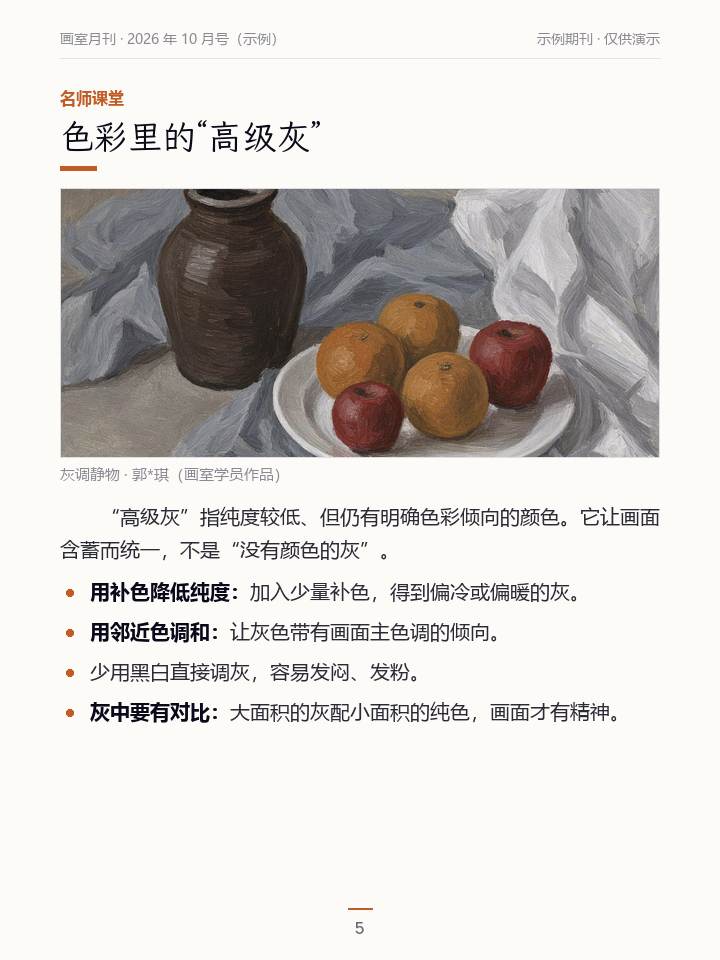 画室月刊 · 2026 年 10 月号（示例）
示例期刊 · 仅供演示
名师课堂
色彩里的“高级灰”
灰调静物 · 郭*琪（画室学员作品）
“高级灰”指纯度较低、但仍有明确色彩倾向的颜色。它让画面
含蓄而统一，不是“没有颜色的灰”。
用补色降低纯度：加入少量补色，得到偏冷或偏暖的灰。
用邻近色调和：让灰色带有画面主色调的倾向。
少用黑白直接调灰，容易发闷、发粉。
灰中要有对比：大面积的灰配小面积的纯色，画面才有精神。
5